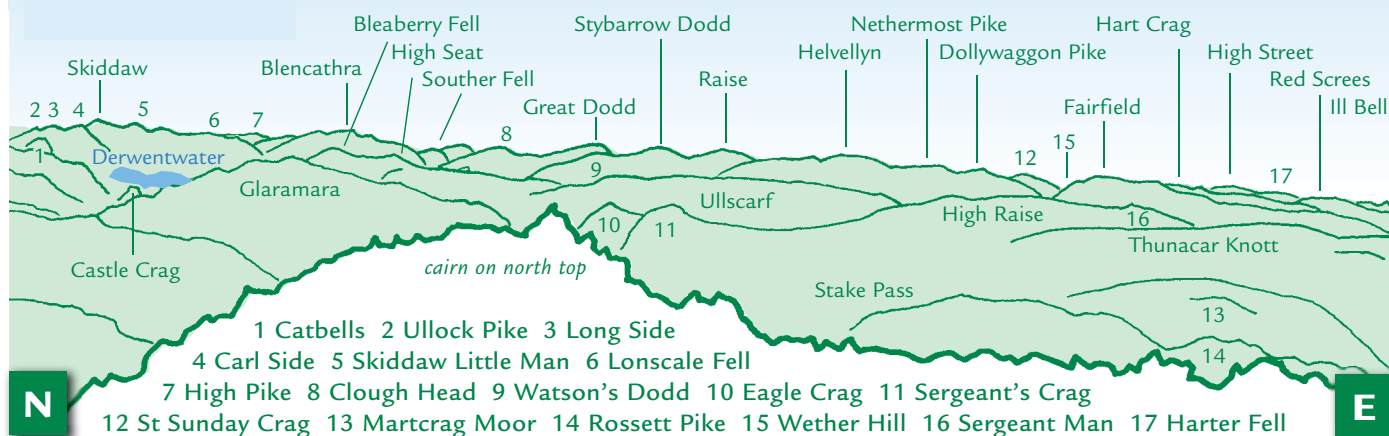 Bleaberry Fell Stybarrow Dodd Nethermost Pike Hart Crag
High Seat Helvellyn Dollywaggon Pike High Street
Skiddaw Blencathra Souther Fell Raise Red Screes
Great Dodd Fairfield Ill Bell
2 3 4 5 6 7 8 15
1 Derwentwater 9 12 17
Glaramara Ullscarf
10 11 High Raise 16
Castle Crag cairn on north top Thunacar Knott
Stake Pass
13
1 Catbells 2 Ullock Pike 3 Long Side
14
4 Carl Side 5 Skiddaw Little Man 6 Lonscale Fell
7 High Pike 8 Clough Head 9 Watson's Dodd 10 Eagle Crag 11 Sergeant's Crag
N E
12 St Sunday Crag 13 Martcrag Moor 14 Rossett Pike 15 Wether Hill 16 Sergeant Man 17 Harter Fell